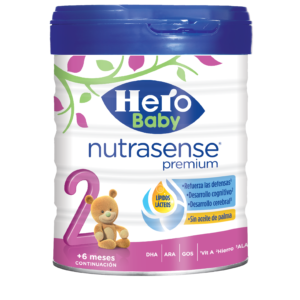 Hero
Baby
nutrasense®
premium
2
LÍPIDOS
LÁCTEOS
•Refuerza las defensas¹
•Desarrollo cognitivo²
•Desarrollo cerebral³
•Sin aceite de palma
+6 meses
CONTINUACIÓN
DHA ARA GOS